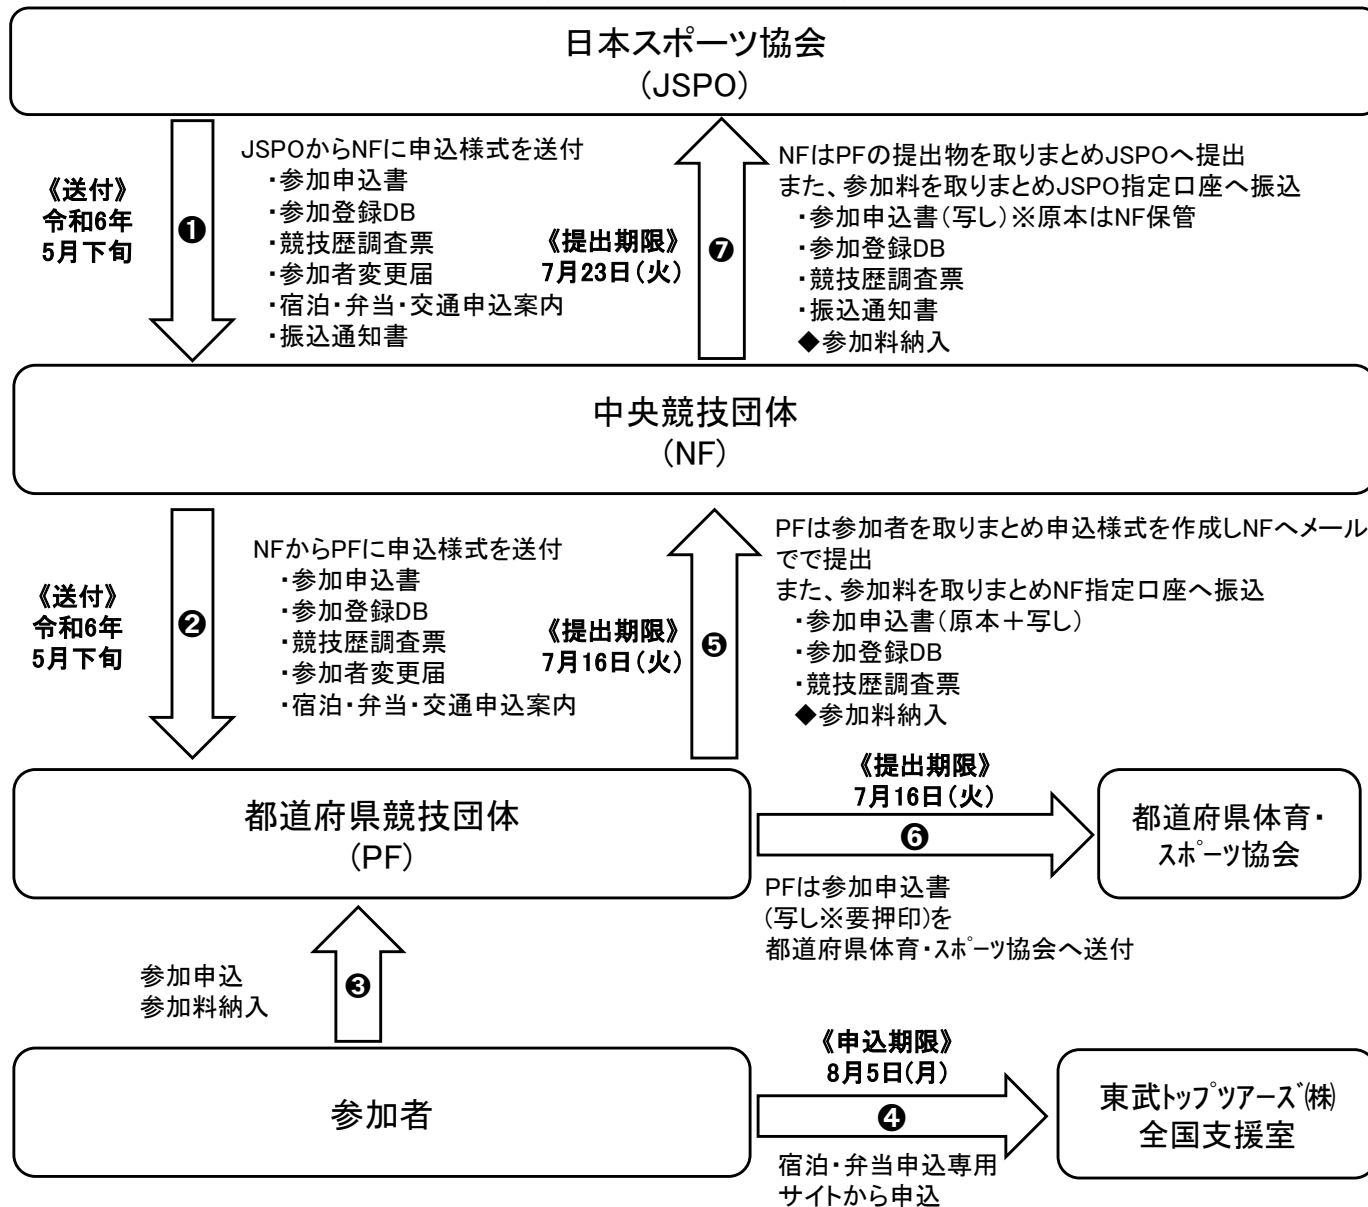 日本スポーツ協会
(JSPO)
《送付》
令和6年
5月下旬
❶
JSPOからNFに申込様式を送付
・参加申込書
・参加登録DB
・競技歴調査票
・参加者変更届
・宿泊・弁当・交通申込案内
・振込通知書
《提出期限》
7月23日(火)
❼
NFはPFの提出物を取りまとめJSPOへ提出
また、参加料を取りまとめJSPO指定口座へ振込
・参加申込書(写し)※原本はNF保管
・参加登録DB
・競技歴調査票
・振込通知書
◆参加料納入
中央競技団体
(NF)
《送付》
令和6年
5月下旬
❷
NFからPFに申込様式を送付
・参加申込書
・参加登録DB
・競技歴調査票
・参加者変更届
・宿泊・弁当・交通申込案内
《提出期限》
7月16日(火)
❺
PFは参加者を取りまとめ申込様式を作成しNFへメール
でで提出
また、参加料を取りまとめNF指定口座へ振込
・参加申込書(原本+写し)
・参加登録DB
・競技歴調査票
◆参加料納入
都道府県競技団体
(PF)
《提出期限》
7月16日(火)
❻
PFは参加申込書
(写し※要押印)を
都道府県体育・ｽﾎﾟｰﾂ協会へ送付
都道府県体育・
ｽﾎﾟｰﾂ協会
参加申込
参加料納入
❸
参加者
《申込期限》
8月5日(月)
❹
宿泊・弁当申込専用
サイトから申込
東武ﾄｯﾌﾟﾂｱｰｽﾞ㈱
全国支援室